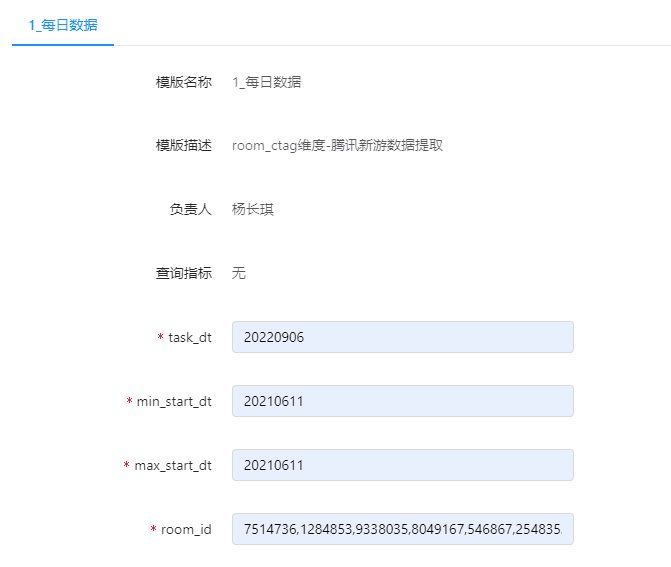 1_每日数据
模版名称 1_每日数据
模版描述 room_ctag维度-腾讯新游数据提取
负责人 杨长琪
查询指标 无
* task_dt 20220906
* min_start_dt 20210611
* max_start_dt 20210611
* room_id 7514736,1284853,9338035,8049167,546867,254835